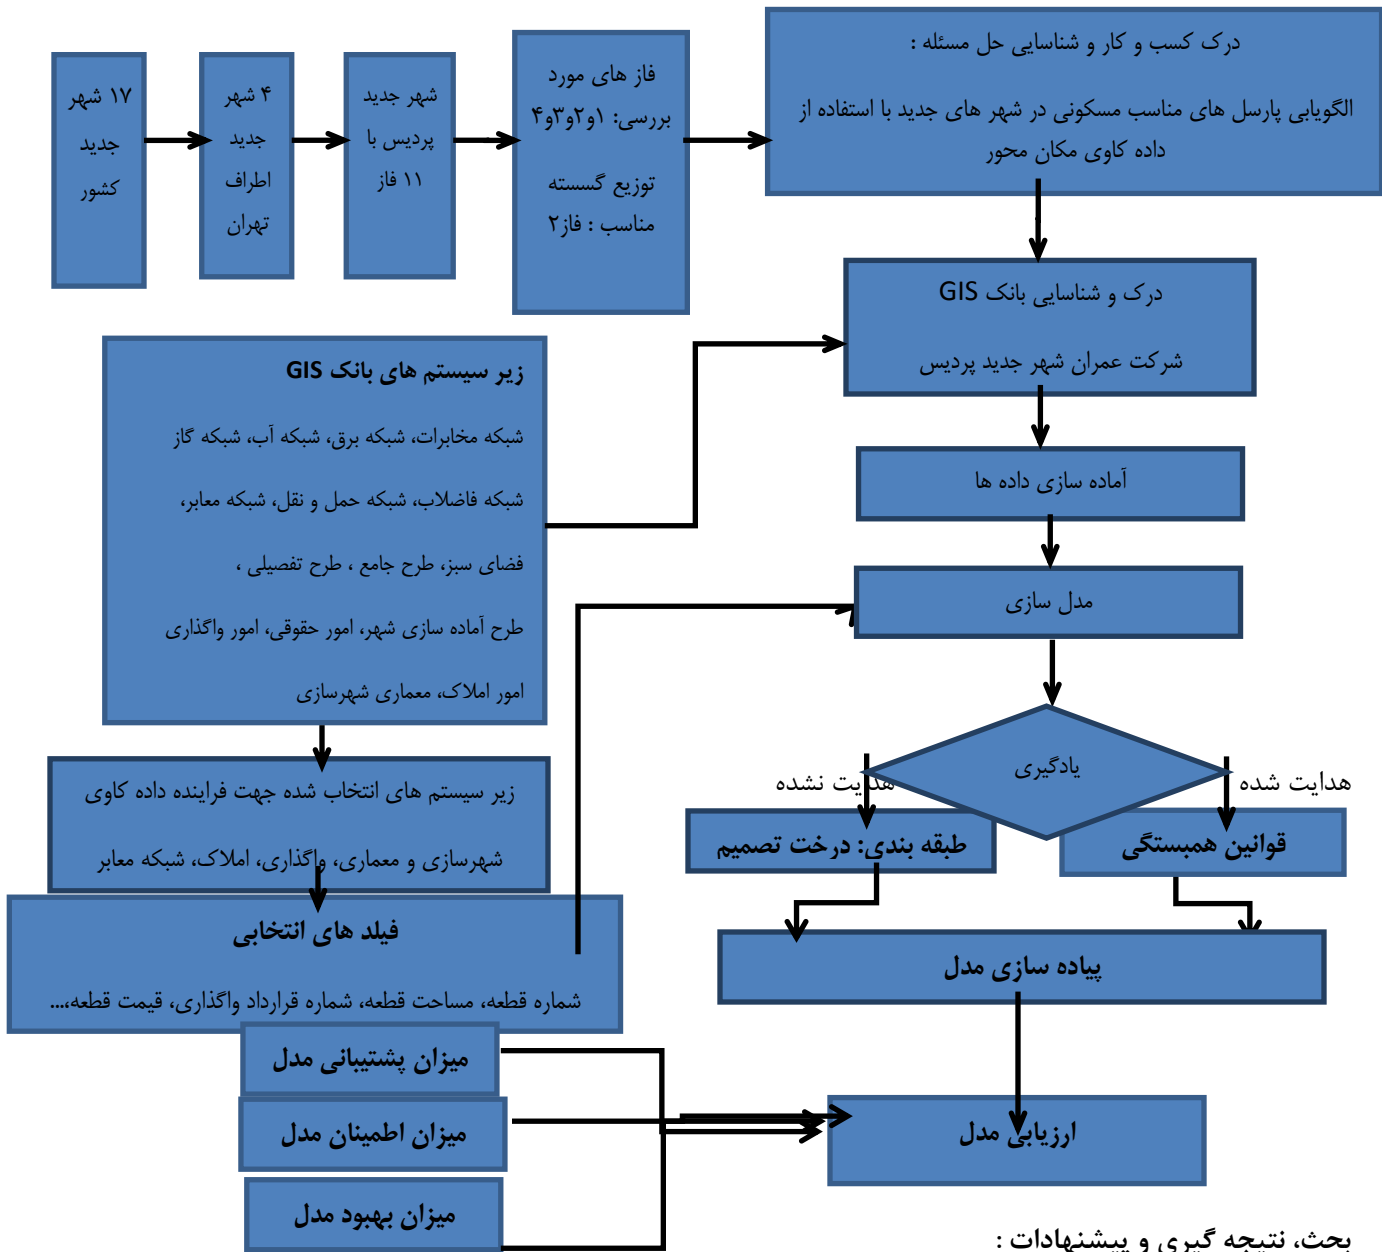 درک کسب و کار و شناسایی حل مسئله :
الگویابی پارسل های مناسب مسکونی در شهر های جدید با استفاده از
داده کاوی مکان محور
فاز های مورد
بررسی: ۱و۲و۳و۴
توزیع گسسته
مناسب : فاز۲
شهر جدید
پردیس با
۱۱ فاز
۴ شهر
جدید
اطراف
تهران
۱۷ شهر
جدید
کشور
درک و شناسایی بانک GIS
شرکت عمران شهر جدید پردیس
زیر سیستم های بانک GIS
شبکه مخابرات، شبکه برق، شبکه آب، شبکه گاز
شبکه فاضلاب، شبکه حمل و نقل، شبکه معابر،
فضای سبز، طرح جامع ، طرح تفصیلی ،
طرح آماده سازی شهر، امور حقوقی، امور واگذاری
امور املاک، معماری شهرسازی
آماده سازی داده ها
مدل سازی
یادگیری
هدایت شده
هدایت نشده
زیر سیستم های انتخاب شده جهت فراینده داده کاوی
شهرسازی و معماری، واگذاری، املاک، شبکه معابر
قوانین همبستگی
طبقه بندی: درخت تصمیم
فیلد های انتخابی
شماره قطعه، مساحت قطعه، شماره قرارداد واگذاری، قیمت قطعه،...
پیاده سازی مدل
میزان پشتیبانی مدل
میزان اطمینان مدل
میزان بهبود مدل
ارزیابی مدل
بحث، نتیجه گیری و پیشنهادات :